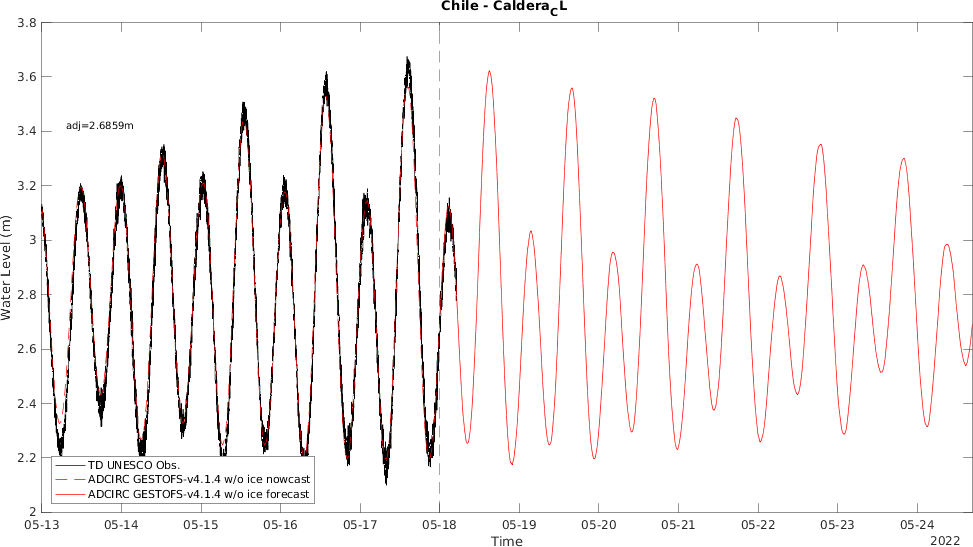 Chile - Caldera_CL
3.8
3.6
3.4
3.2
3
2.8
2.6
2.4
2.2
2
Water Level (m)
adj=2.6859m
TD UNESCO Obs.
ADCIRC GESTOFS-v4.1.4 w/o ice nowcast
ADCIRC GESTOFS-v4.1.4 w/o ice forecast
05-13 05-14 05-15 05-16 05-17 05-18 05-19 05-20 05-21 05-22 05-23 05-24
Time
2022